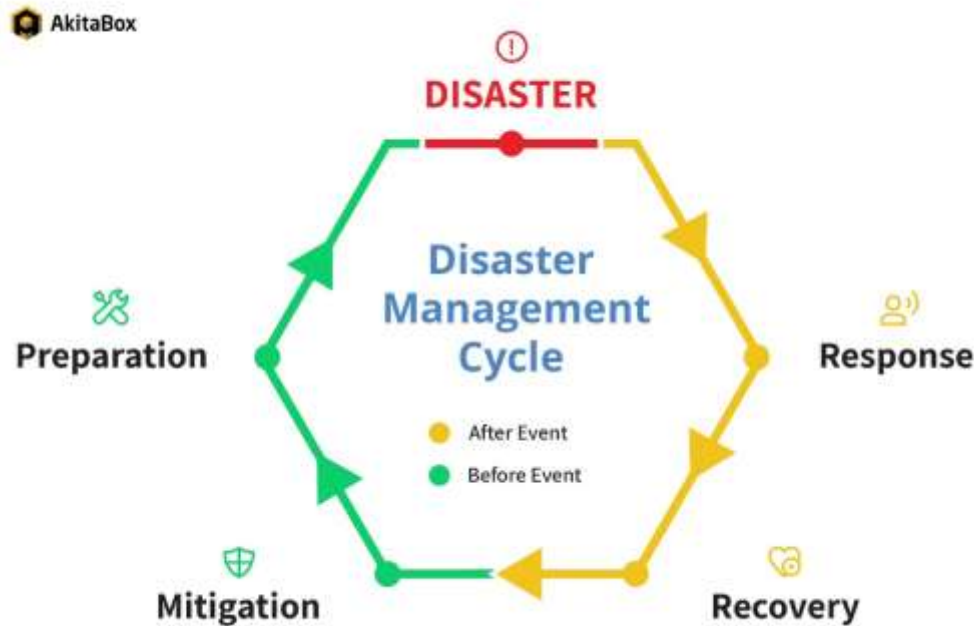 AkitaBox
DISASTER
Disaster
Management
Cycle
Preparation
Response
After Event
Before Event
Mitigation
Recovery